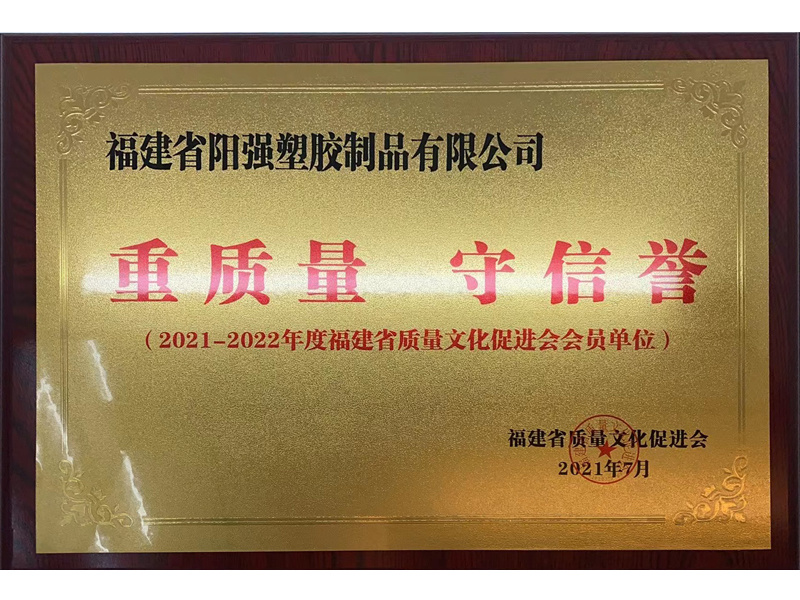 福建省阳强塑胶制品有限公司
重质量 守信誉
（2021-2022年度福建省质量文化促进会会员单位）
福建省质量文化促进会
2021年7月